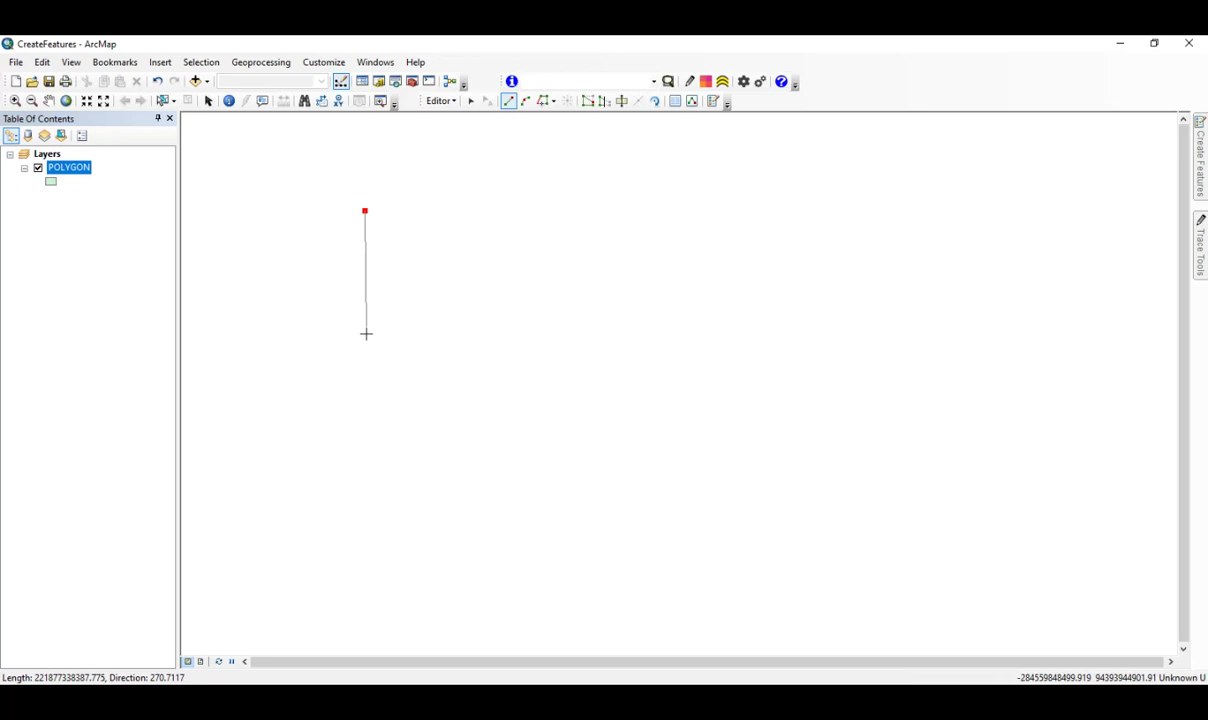 CreateFeatures - ArcMap
File Edit View Bookmarks Insert Selection Geoprocessing Customize Windows Help
Editor
Table Of Contents
Layers
POLYGON
Create Features
Trace Tools
Length: 221877338387.775, Direction: 270.7117
-284559848499.919 94393944901.91 Unknown U